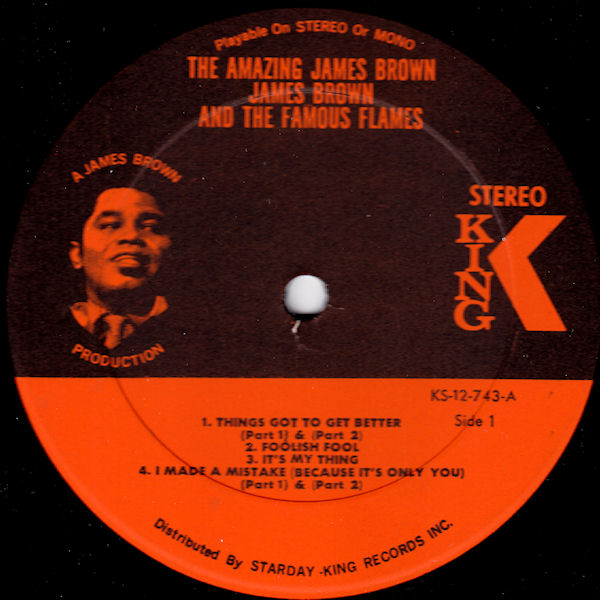 Playable On STEREO Or MONO
THE AMAZING JAMES BROWN
JAMES BROWN
AND THE FAMOUS FLAMES
A JAMES BROWN
PRODUCTION
STEREO
KING
KS-12-743-A
Side 1
1. THINGS GOT TO GET BETTER
(Part 1) & (Part 2)
2. FOOLISH FOOL
3. IT'S MY THING
4. I MADE A MISTAKE (BECAUSE IT'S ONLY YOU)
(Part 1) & (Part 2)
Distributed By STARDAY-KING RECORDS INC.